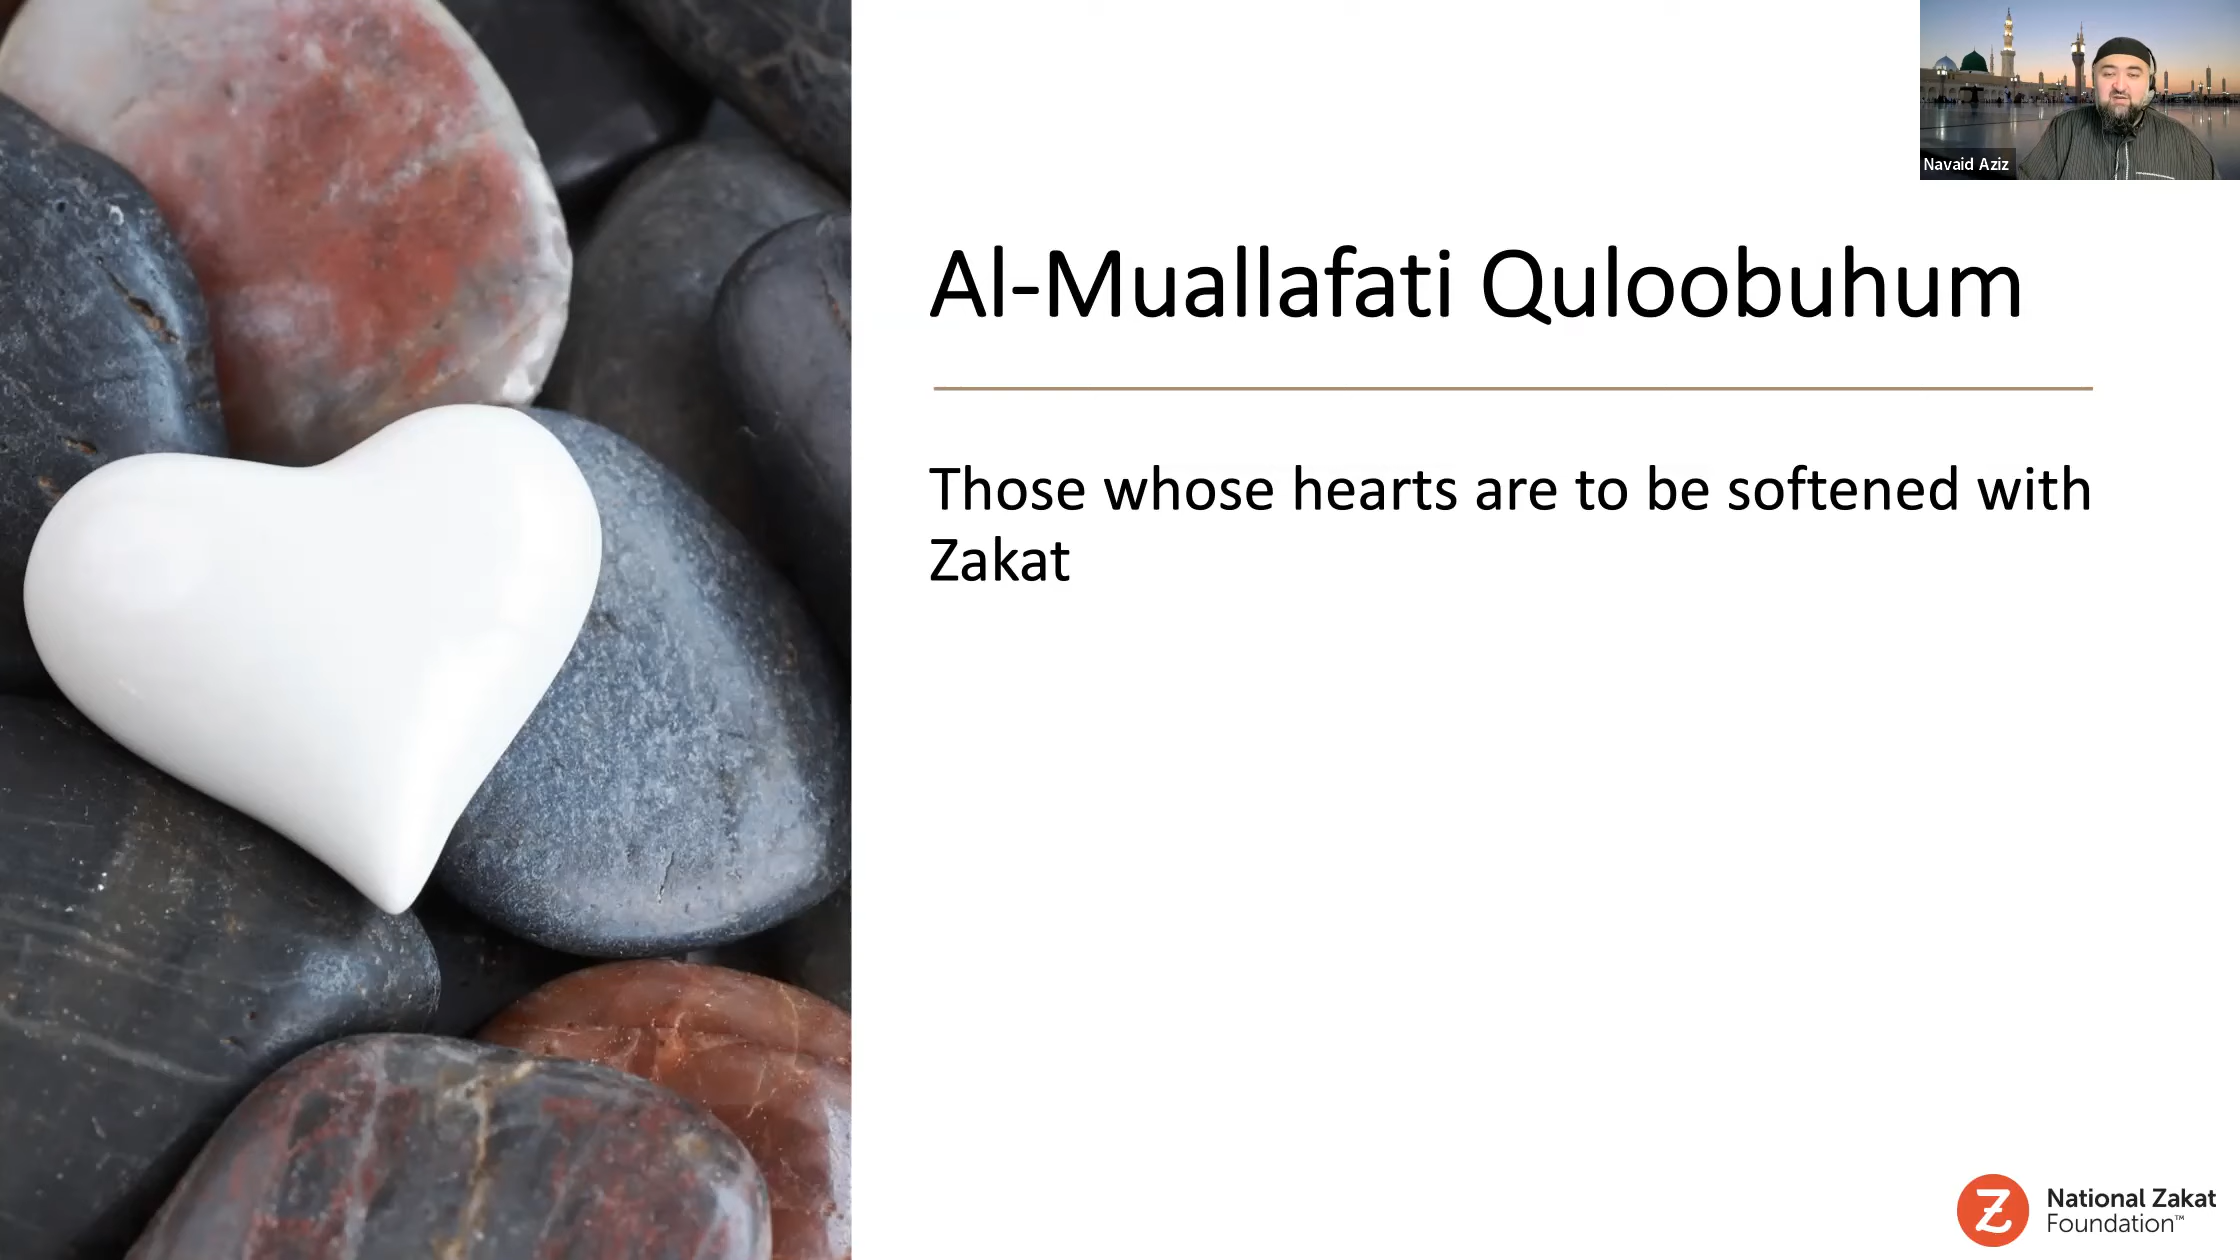 Navaid Aziz
Al-Muallafati Quloobuhum
Those whose hearts are to be softened with
Zakat
Z
National Zakat
Foundation™